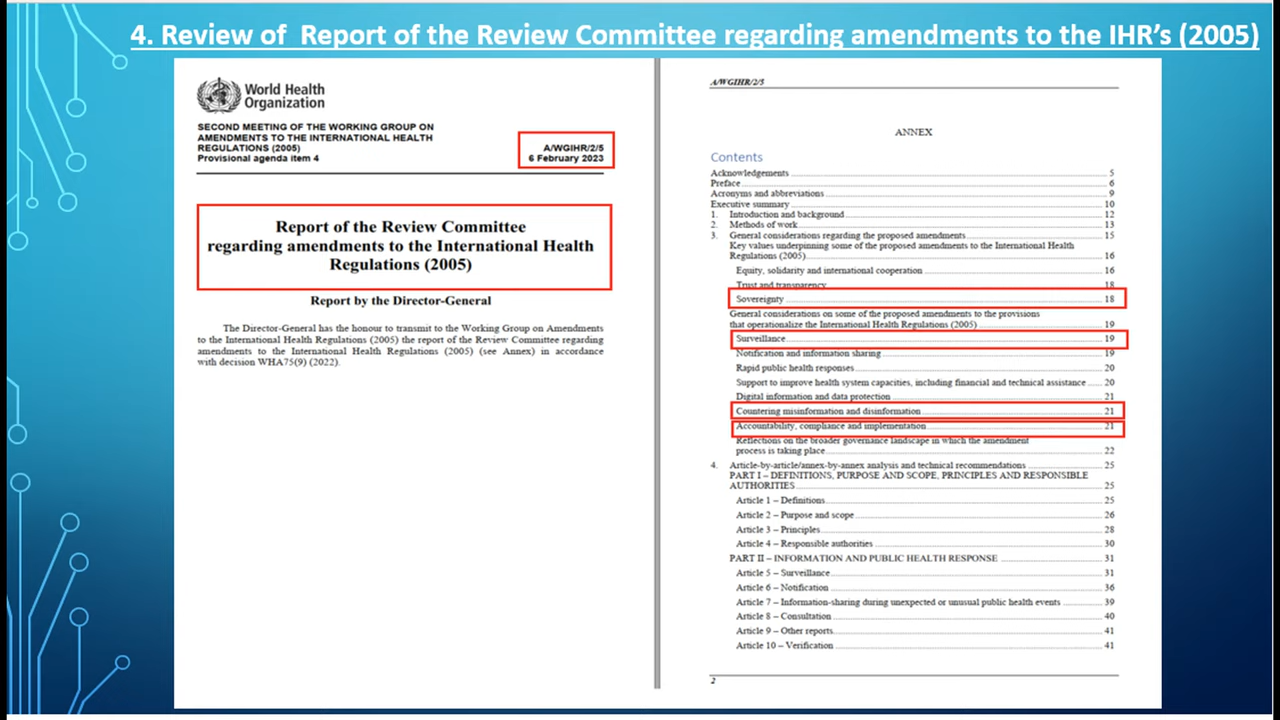 4. Review of Report of the Review Committee regarding amendments to the IHR's (2005)
World Health
Organization
SECOND MEETING OF THE WORKING GROUP ON
AMENDMENTS TO THE INTERNATIONAL HEALTH
REGULATIONS (2005)
Provisional agenda item 4
A/WGIHR/2/5
6 February 2023
Report of the Review Committee
regarding amendments to the International Health
Regulations (2005)
Report by the Director-General
The Director-General has the honour to transmit to the Working Group on Amendments
to the International Health Regulations (2005) the report of the Review Committee regarding
amendments to the International Health Regulations (2005) (see Annex) in accordance
with decision WHA75(9) (2022).
A/WGIHR/2/5
ANNEX
Contents
Acknowledgements 5
Preface 6
Acronyms and abbreviations 9
Executive summary 10
1. Introduction and background 12
2. Methods of work 13
3. General considerations regarding the proposed amendments 15
Key values underpinning some of the proposed amendments to the International Health
Regulations (2005) 16
Equity, solidarity and international cooperation 16
Trust and transparency 18
Sovereignty 18
General considerations on some of the proposed amendments to the provisions
that operationalize the International Health Regulations (2005) 19
Surveillance 19
Notification and information sharing 19
Rapid public health responses 20
Support to improve health system capacities, including financial and technical assistance 20
Digital information and data protection 21
Countering misinformation and disinformation 21
Accountability, compliance and implementation 21
Reflections on the broader governance landscape in which the amendment
process is taking place 22
4. Article-by-article/annex-by-annex analysis and technical recommendations 25
PART I – DEFINITIONS, PURPOSE AND SCOPE, PRINCIPLES AND RESPONSIBLE
AUTHORITIES 25
Article 1 – Definitions 25
Article 2 – Purpose and scope 26
Article 3 – Principles 28
Article 4 – Responsible authorities 30
PART II – INFORMATION AND PUBLIC HEALTH RESPONSE 31
Article 5 – Surveillance 31
Article 6 – Notification 36
Article 7 – Information-sharing during unexpected or unusual public health events 39
Article 8 – Consultation 40
Article 9 – Other reports 41
Article 10 – Verification 41
2